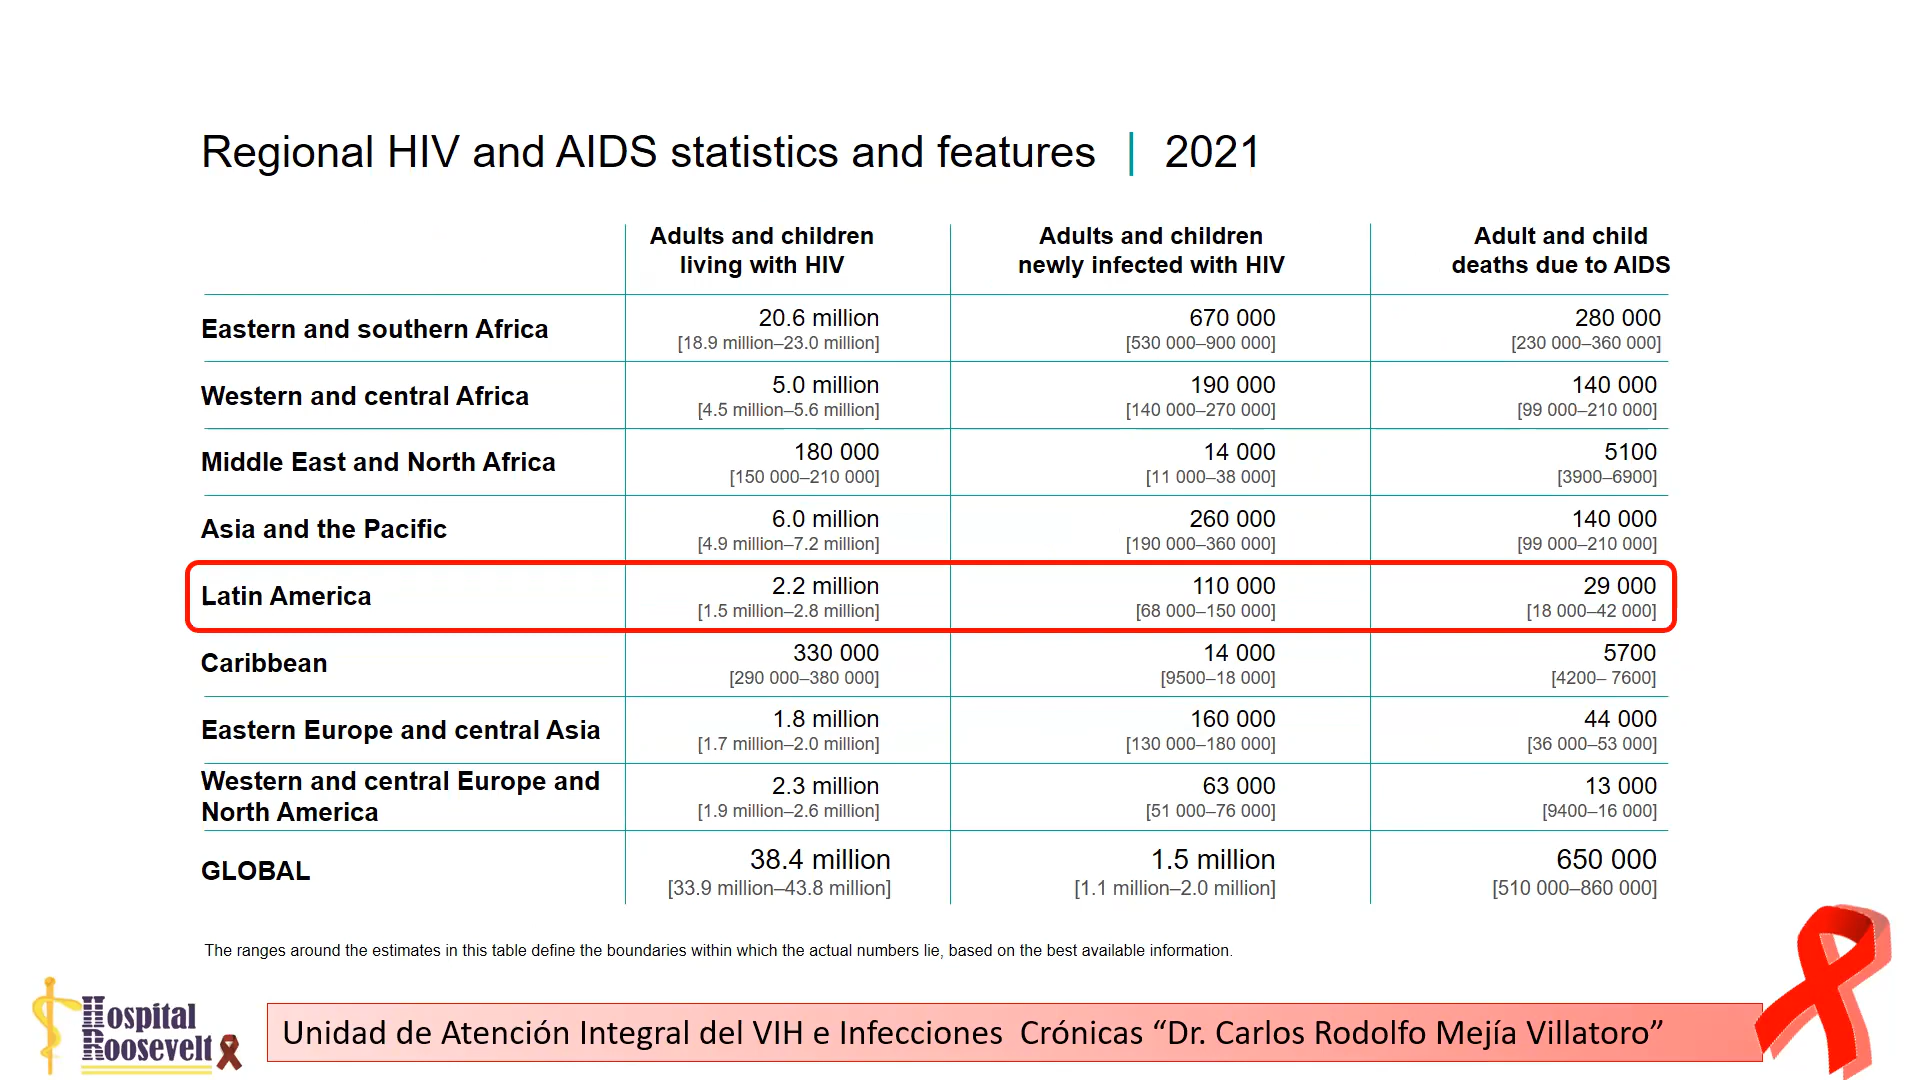 Regional HIV and AIDS statistics and features | 2021
Adults and children living with HIV
Adults and children newly infected with HIV
Adult and child deaths due to AIDS
Eastern and southern Africa
20.6 million
[18.9 million–23.0 million]
670 000
[530 000–900 000]
280 000
[230 000–360 000]
Western and central Africa
5.0 million
[4.5 million–5.6 million]
190 000
[140 000–270 000]
140 000
[99 000–210 000]
Middle East and North Africa
180 000
[150 000–210 000]
14 000
[11 000–38 000]
5100
[3900–6900]
Asia and the Pacific
6.0 million
[4.9 million–7.2 million]
260 000
[190 000–360 000]
140 000
[99 000–210 000]
Latin America
2.2 million
[1.5 million–2.8 million]
110 000
[68 000–150 000]
29 000
[18 000–42 000]
Caribbean
330 000
[290 000–380 000]
14 000
[9500–18 000]
5700
[4200– 7600]
Eastern Europe and central Asia
1.8 million
[1.7 million–2.0 million]
160 000
[130 000–180 000]
44 000
[36 000–53 000]
Western and central Europe and North America
2.3 million
[1.9 million–2.6 million]
63 000
[51 000–76 000]
13 000
[9400–16 000]
GLOBAL
38.4 million
[33.9 million–43.8 million]
1.5 million
[1.1 million–2.0 million]
650 000
[510 000–860 000]
The ranges around the estimates in this table define the boundaries within which the actual numbers lie, based on the best available information.
Hospital
Roosevelt
Unidad de Atención Integral del VIH e Infecciones  Crónicas “Dr. Carlos Rodolfo Mejía Villatoro”